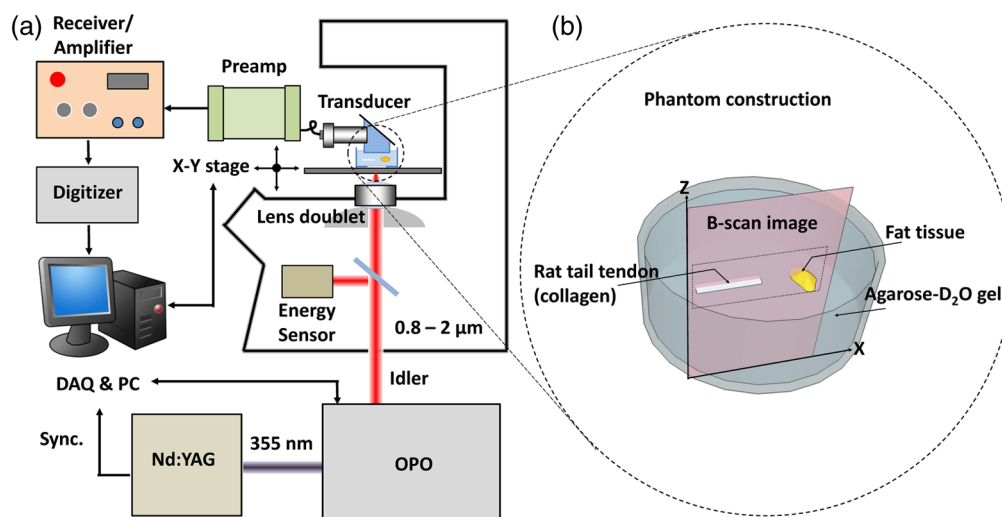 (a)
Receiver/
Amplifier
Preamp
Transducer
X-Y stage
Digitizer
Lens doublet
Energy
Sensor
0.8 – 2 μm
Idler
DAQ & PC
Sync.
Nd:YAG
355 nm
OPO
(b)
Phantom construction
Z
B-scan image
Fat tissue
Rat tail tendon
(collagen)
Agarose-D₂O gel
X